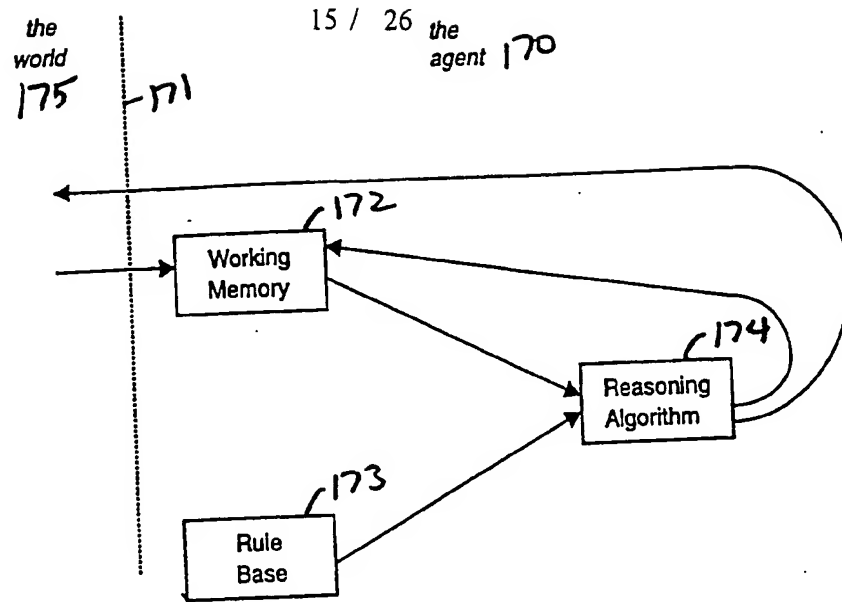 15 / 26
the
world
175
171
the
agent 170
172
Working
Memory
174
Reasoning
Algorithm
173
Rule
Base